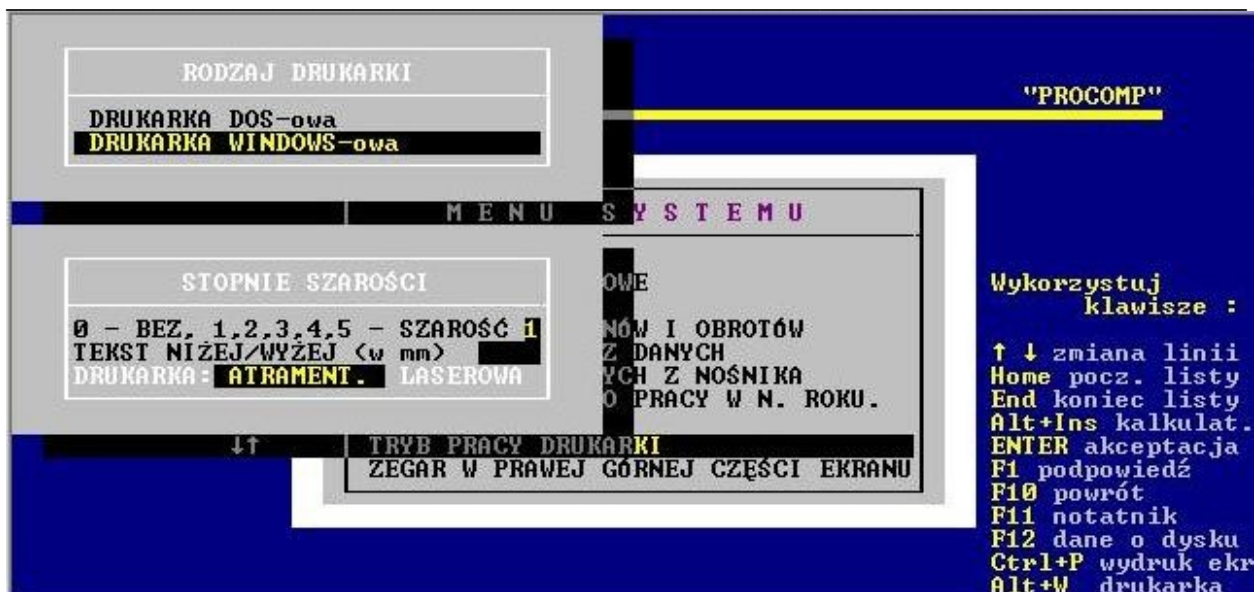 RODZAJ DRUKARKI
DRUKARKA DOS-owa
DRUKARKA WINDOWS-owa
"PROCOMP"
M E N U S Y S T E M U
STOPNIE SZAROŚCI
0 - BEZ, 1,2,3,4,5 - SZAROŚĆ 1
TEKST NIŻEJ/WYŻEJ (w mm)
DRUKARKA: ATRAMENT. LASEROWA
OWE
NÓW I OBROTÓW
Z DANYCH
YCH Z NOŚNIKA
O PRACY W N. ROKU.
↓↑ TRYB PRACY DRUKARKI
ZEGAR W PRAWEJ GÓRNEJ CZĘŚCI EKRANU
Wykorzystuj
klawisze :
↑ ↓ zmiana linii
Home pocz. listy
End koniec listy
Alt+Ins kalkulat.
ENTER akceptacja
F1 podpowiedź
F10 powrót
F11 notatnik
F12 dane o dysku
Ctrl+P wydruk ekr
Alt+W drukarka